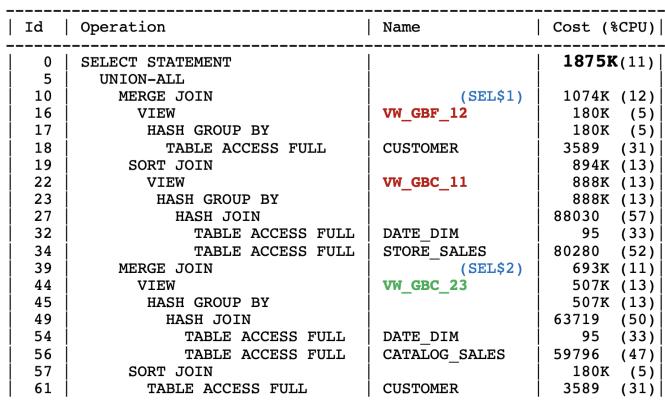 | Id | Operation | Name | Cost (%CPU)|
| 0 | SELECT STATEMENT | | 1875K(11)|
| 5 | UNION-ALL | | |
| 10 | MERGE JOIN | (SEL$1) | 1074K (12)|
| 16 | VIEW | VW_GBF_12 | 180K (5)|
| 17 | HASH GROUP BY | | 180K (5)|
| 18 | TABLE ACCESS FULL | CUSTOMER | 3589 (31)|
| 19 | SORT JOIN | | 894K (13)|
| 22 | VIEW | VW_GBC_11 | 888K (13)|
| 23 | HASH GROUP BY | | 888K (13)|
| 27 | HASH JOIN | | 88030 (57)|
| 32 | TABLE ACCESS FULL | DATE_DIM | 95 (33)|
| 34 | TABLE ACCESS FULL | STORE_SALES | 80280 (52)|
| 39 | MERGE JOIN | (SEL$2) | 693K (11)|
| 44 | VIEW | VW_GBC_23 | 507K (13)|
| 45 | HASH GROUP BY | | 507K (13)|
| 49 | HASH JOIN | | 63719 (50)|
| 54 | TABLE ACCESS FULL | DATE_DIM | 95 (33)|
| 56 | TABLE ACCESS FULL | CATALOG_SALES | 59796 (47)|
| 57 | SORT JOIN | | 180K (5)|
| 61 | TABLE ACCESS FULL | CUSTOMER | 3589 (31)|